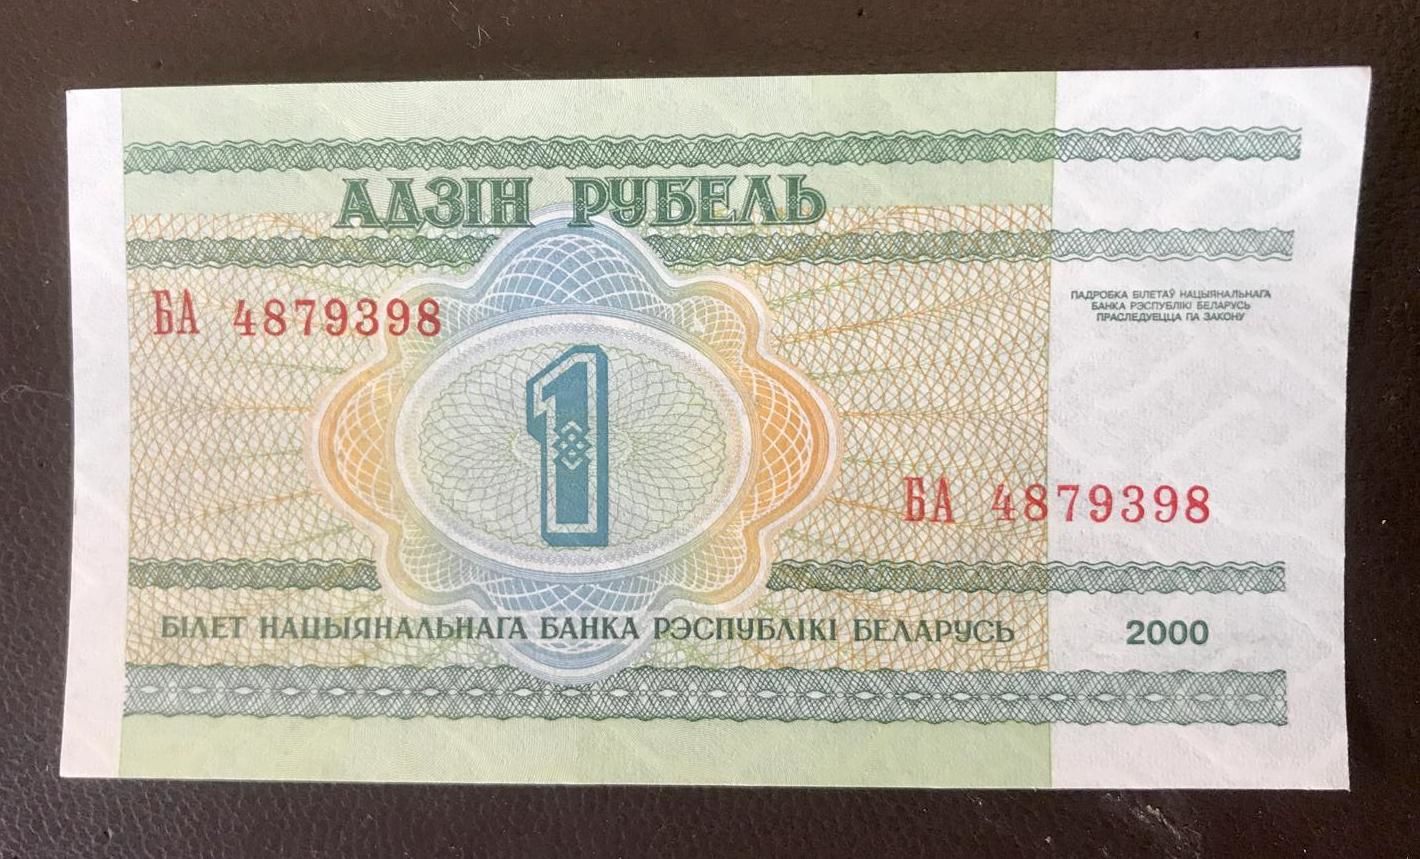 АДЗІН РУБЕЛЬ
БА 4879398
ПАДРОБКА БІЛЕТАЎ НАЦЫЯНАЛЬНАГА
БАНКА РЭСПУБЛІКІ БЕЛАРУСЬ
ПРАСЛЕДУЕЦЦА ПА ЗАКОНУ
1
БА 4879398
БІЛЕТ НАЦЫЯНАЛЬНАГА БАНКА РЭСПУБЛІКІ БЕЛАРУСЬ
2000